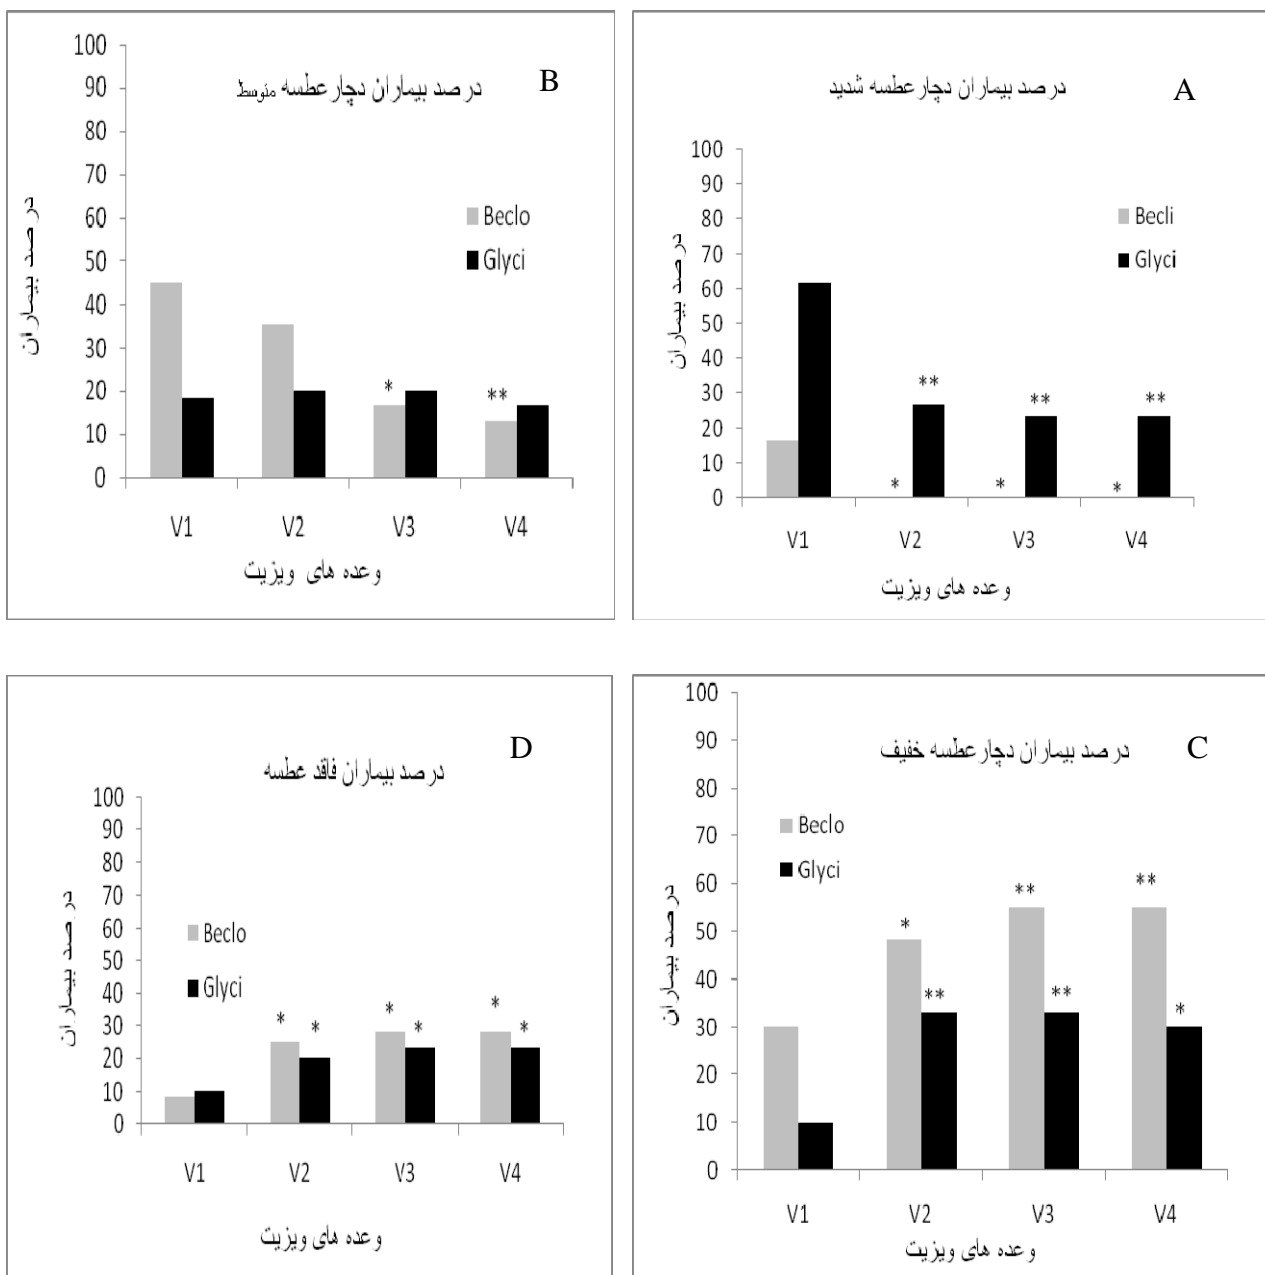 A
درصد بیماران دچار عطسه شدید
100
90
80
70
60
50
40
30
20
10
0
درصد بیماران
Becli
Glyci
**
**
**
*
*
*
V1 V2 V3 V4
وعده های ویزیت
B
درصد بیماران دچار عطسه متوسط
100
90
80
70
60
50
40
30
20
10
0
درصد بیماران
Beclo
Glyci
*
**
V1 V2 V3 V4
وعده های ویزیت
C
درصد بیماران دچار عطسه خفیف
100
90
80
70
60
50
40
30
20
10
0
درصد بیماران
Beclo
Glyci
*
**
**
**
**
*
V1 V2 V3 V4
وعده های ویزیت
D
درصد بیماران فاقد عطسه
100
90
80
70
60
50
40
30
20
10
0
درصد بیماران
Beclo
Glyci
*
*
*
*
*
*
V1 V2 V3 V4
وعده های ویزیت